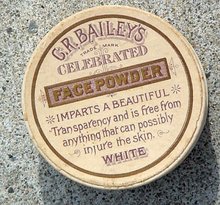 G.R. BAILEY'S
TRADE MARK
CELEBRATED
FACE POWDER
IMPARTS A BEAUTIFUL
Transparency and is free from
anything that can possibly
injure the skin.
WHITE